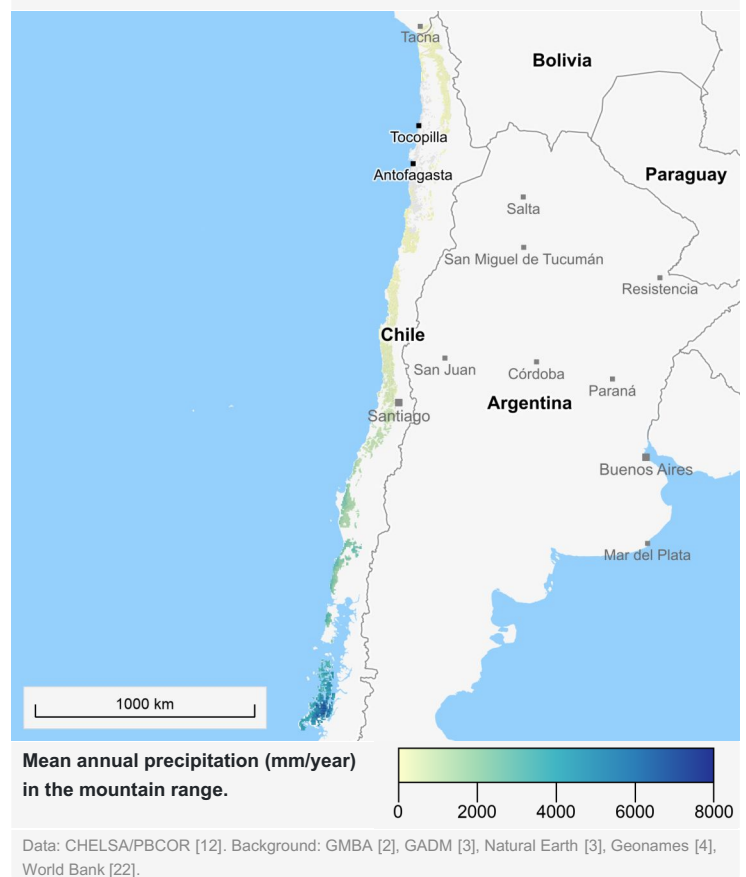 Tacna
Bolivia
Tocopilla
Antofagasta
Paraguay
Salta
San Miguel de Tucumán
Resistencia
Chile
San Juan
Córdoba
Paraná
Argentina
Santiago
Buenos Aires
Mar del Plata
1000 km
Mean annual precipitation (mm/year)
in the mountain range.
0 2000 4000 6000 8000
Data: CHELSA/PBCOR [12]. Background: GMBA [2], GADM [3], Natural Earth [3], Geonames [4],
World Bank [22].